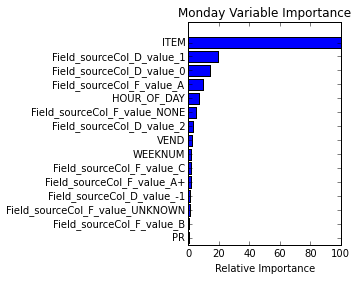 Monday Variable Importance
ITEM
Field_sourceCol_D_value_1
Field_sourceCol_D_value_0
Field_sourceCol_F_value_A
HOUR_OF_DAY
Field_sourceCol_F_value_NONE
Field_sourceCol_D_value_2
VEND
WEEKNUM
Field_sourceCol_F_value_C
Field_sourceCol_F_value_A+
Field_sourceCol_D_value_-1
Field_sourceCol_F_value_UNKNOWN
Field_sourceCol_F_value_B
PR
0 20 40 60 80 100
Relative Importance